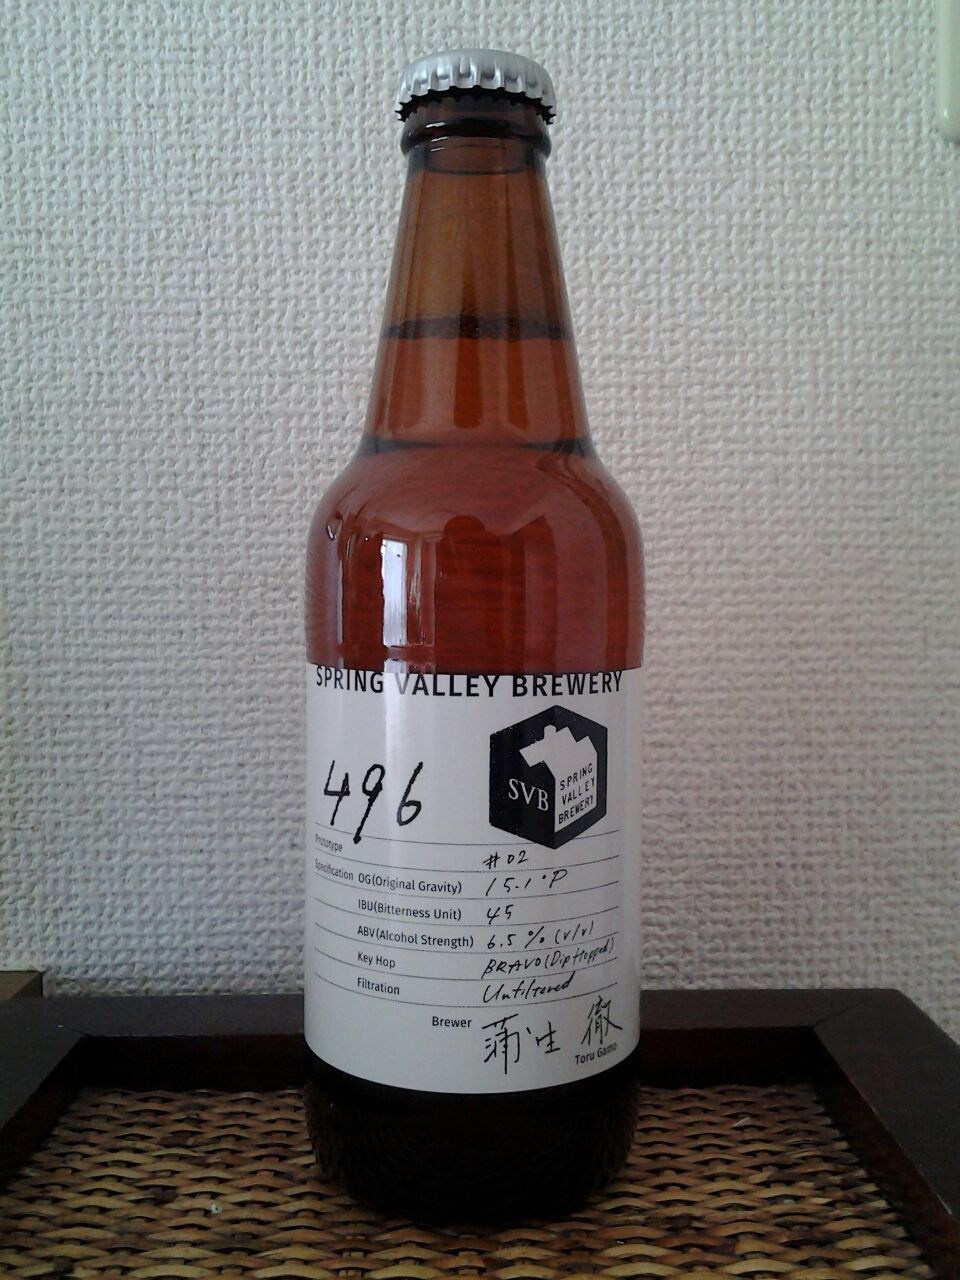 SPRING VALLEY BREWERY
496
SVB
SPRING
VALLEY
BREWERY
Prototype #02
Specification OG(Original Gravity) 15.1°P
IBU(Bitterness Unit) 45
ABV(Alcohol Strength) 6.5%(v/v)
Key Hop BRAVO(Dip Hopped)
Filtration Unfiltered
Brewer 蒲生 徹
Toru Gamo